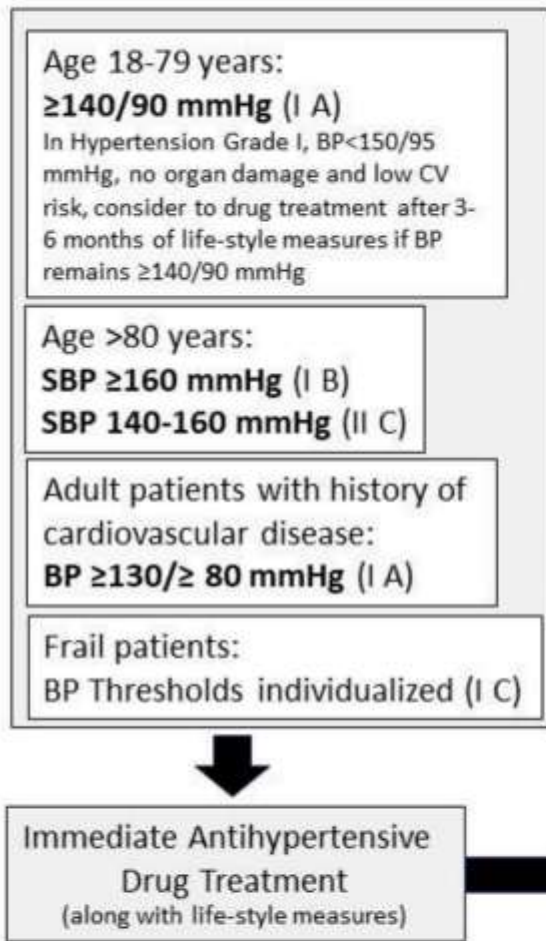 Age 18-79 years:
≥140/90 mmHg (I A)
In Hypertension Grade I, BP<150/95
mmHg, no organ damage and low CV
risk, consider to drug treatment after 3-
6 months of life-style measures if BP
remains ≥140/90 mmHg
Age >80 years:
SBP ≥160 mmHg (I B)
SBP 140-160 mmHg (II C)
Adult patients with history of
cardiovascular disease:
BP ≥130/≥ 80 mmHg (I A)
Frail patients:
BP Thresholds individualized (I C)
Immediate Antihypertensive
Drug Treatment
(along with life-style measures)